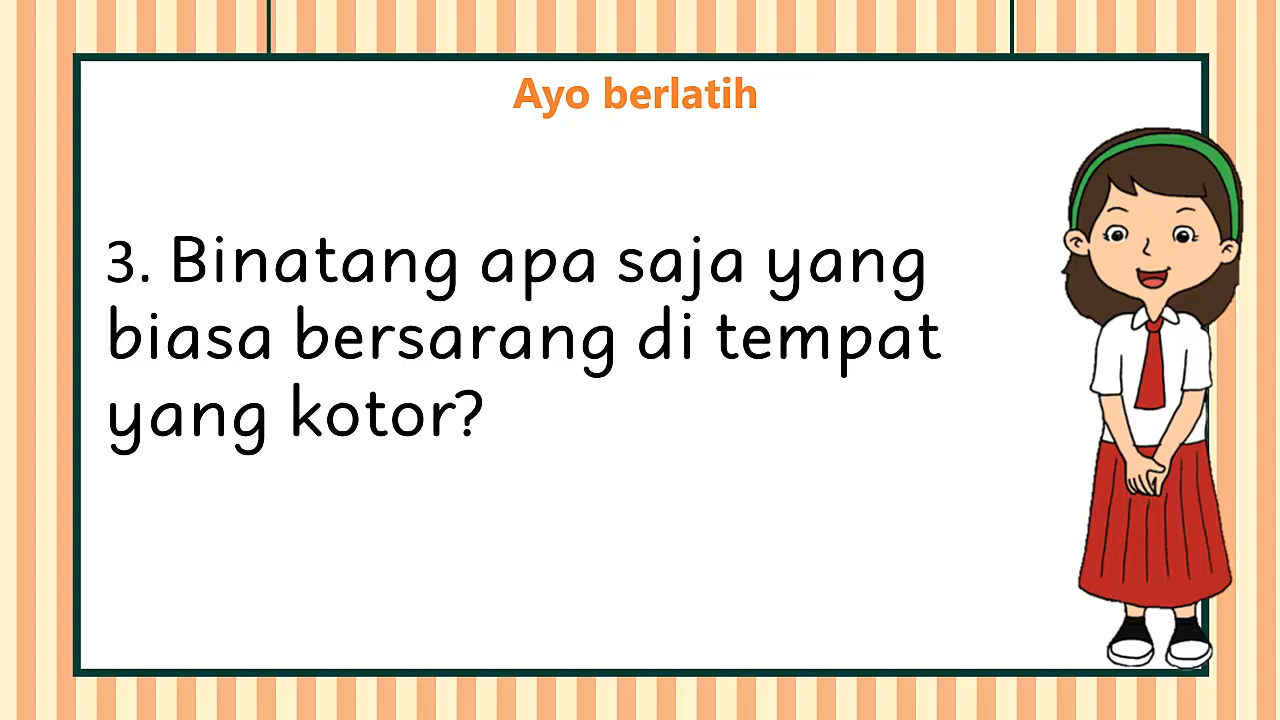 Ayo berlatih
3. Binatang apa saja yang
biasa bersarang di tempat
yang kotor?